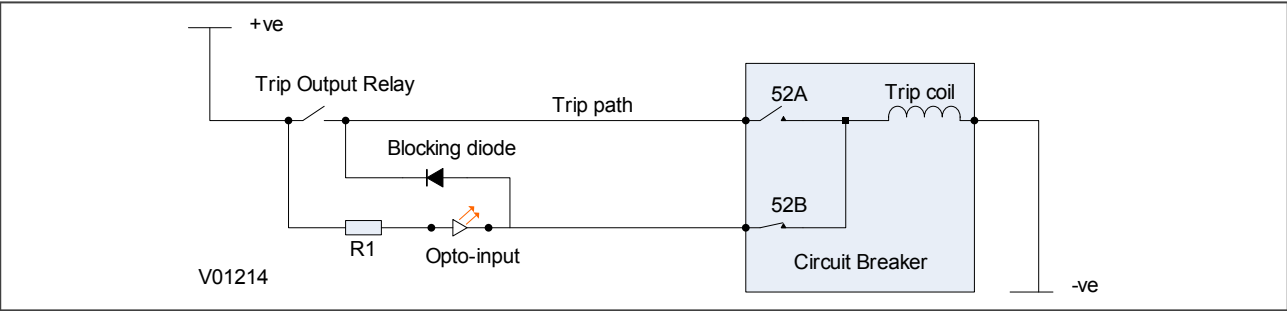 +ve
Trip Output Relay
Trip path
52A
Trip coil
Blocking diode
52B
R1
Opto-input
Circuit Breaker
V01214
-ve